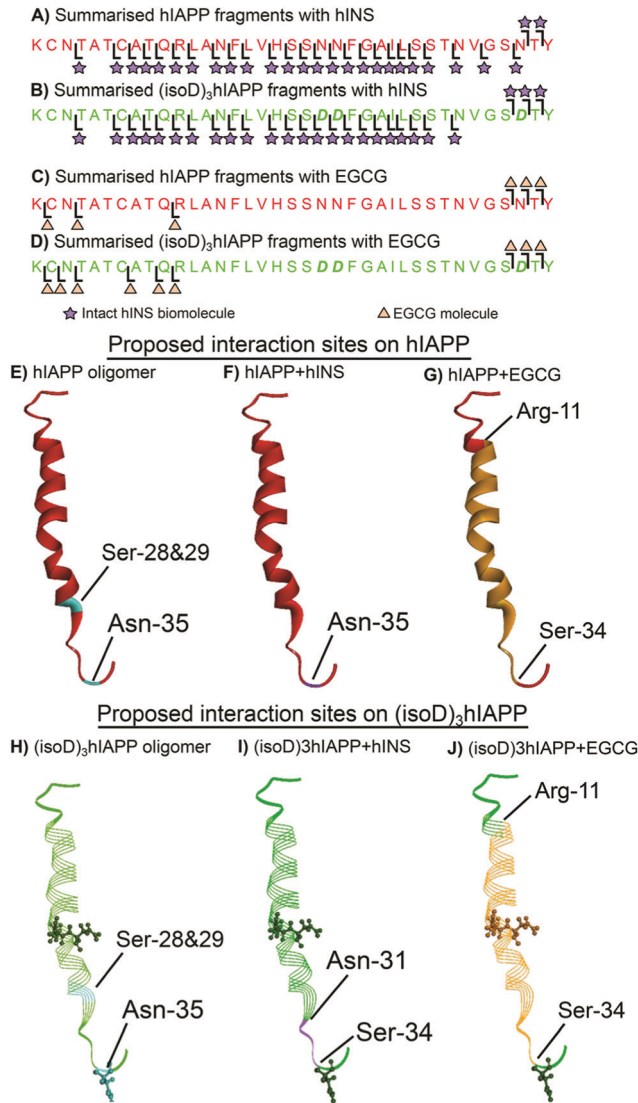 A) Summarised hIAPP fragments with hINS
KCNTATCATQRLANFLVHSSNNFGAILSSTNVGSNTY
B) Summarised (isoD)₃hIAPP fragments with hINS
KCNTATCATQRLANFLVHSSDDFGAILSSTNVGSDTY
C) Summarised hIAPP fragments with EGCG
KCNTATCATQRLANFLVHSSNNFGAILSSTNVGSNTY
D) Summarised (isoD)₃hIAPP fragments with EGCG
KCNTATCATQRLANFLVHSSDDFGAILSSTNVGSDTY
Intact hINS biomolecule EGCG molecule
Proposed interaction sites on hIAPP
E) hIAPP oligomer F) hIAPP+hINS G) hIAPP+EGCG
Arg-11
Ser-28&29
Asn-35 Asn-35 Ser-34
Proposed interaction sites on (isoD)₃hIAPP
H) (isoD)₃hIAPP oligomer I) (isoD)3hIAPP+hINS J) (isoD)3hIAPP+EGCG
Arg-11
Ser-28&29
Asn-31
Asn-35 Ser-34 Ser-34